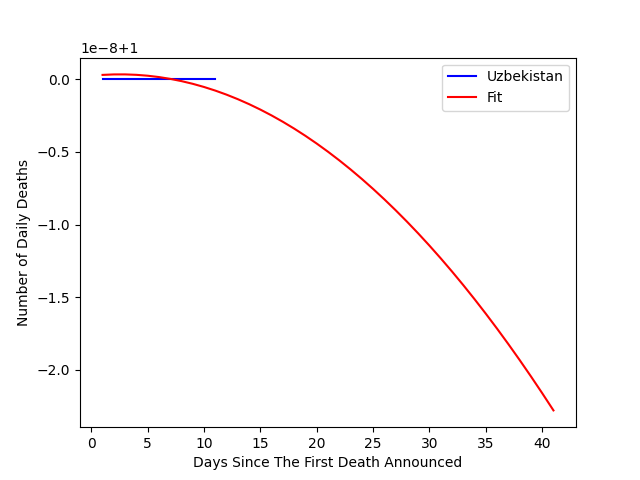 1e−8+1
0.0
−0.5
−1.0
−1.5
−2.0
Number of Daily Deaths
Uzbekistan
Fit
0 5 10 15 20 25 30 35 40
Days Since The First Death Announced